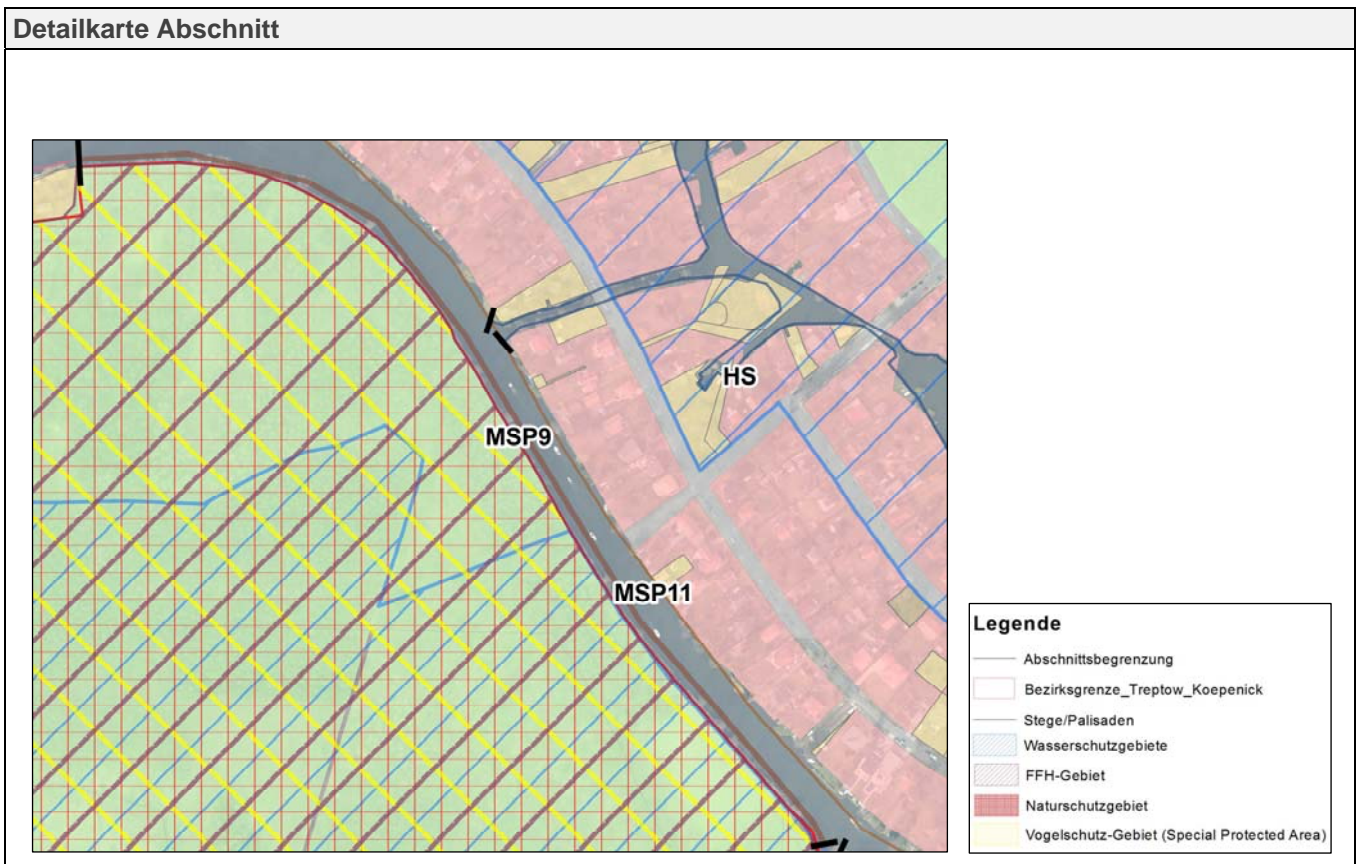 Detailkarte Abschnitt
HS
MSP9
MSP11
Legende
Abschnittsbegrenzung
Bezirksgrenze_Treptow_Koepenick
Stege/Palisaden
Wasserschutzgebiete
FFH-Gebiet
Naturschutzgebiet
Vogelschutz-Gebiet (Special Protected Area)